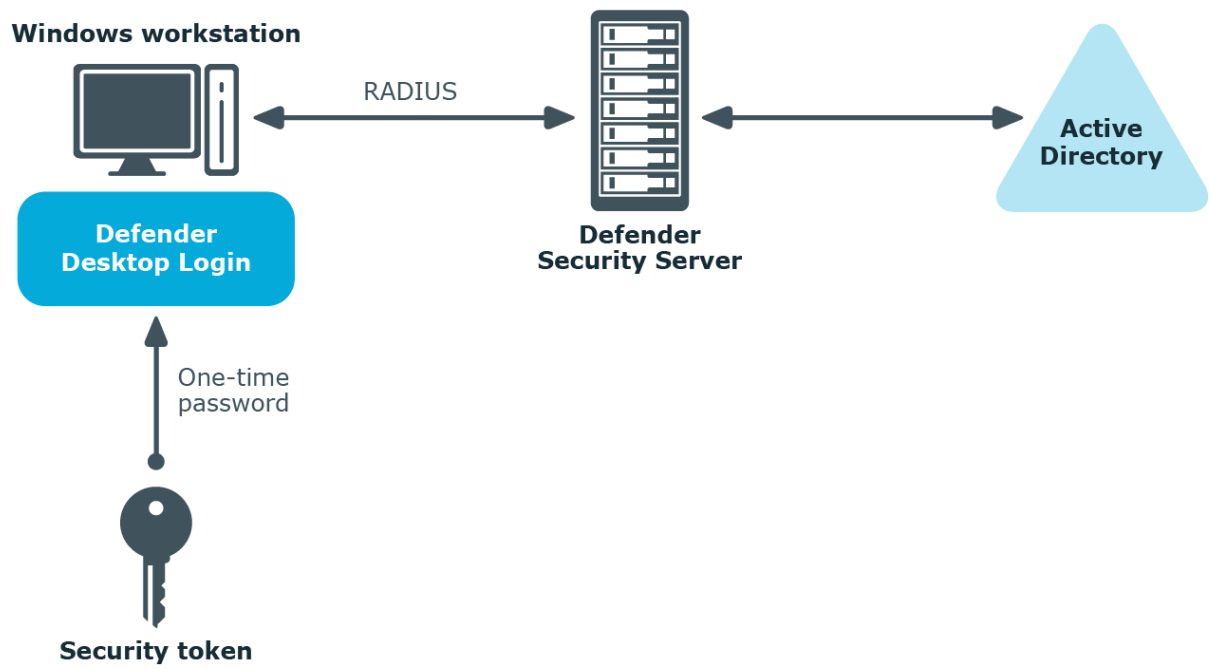 Windows workstation
RADIUS
Active
Directory
Defender
Desktop Login
Defender
Security Server
One-time
password
Security token